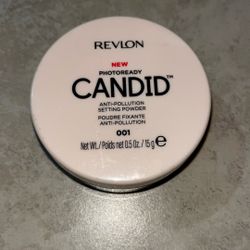 REVLON
NEW
PHOTOREADY
CANDID™
ANTI-POLLUTION
SETTING POWDER
POUDRE FIXANTE
ANTI-POLLUTION
001
Net Wt./Poids net 0.5 Oz. / 15 g ℮